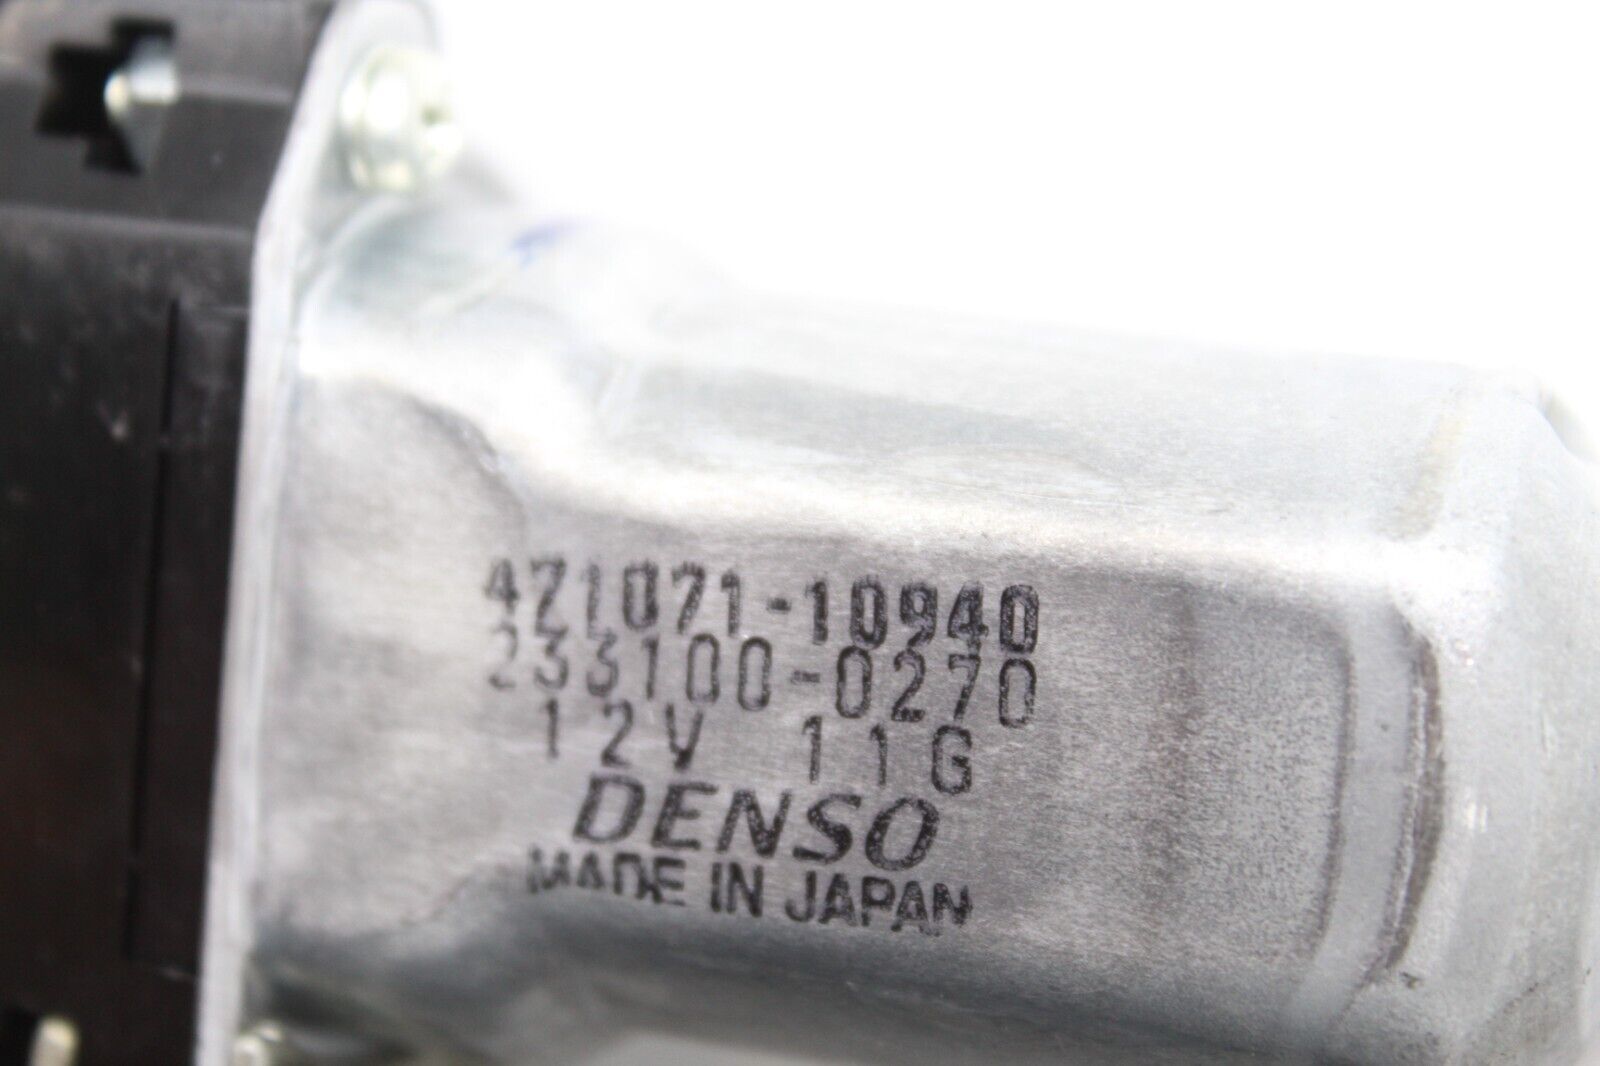 471071-10940
233100-0270
12V 11G
DENSO
MADE IN JAPAN